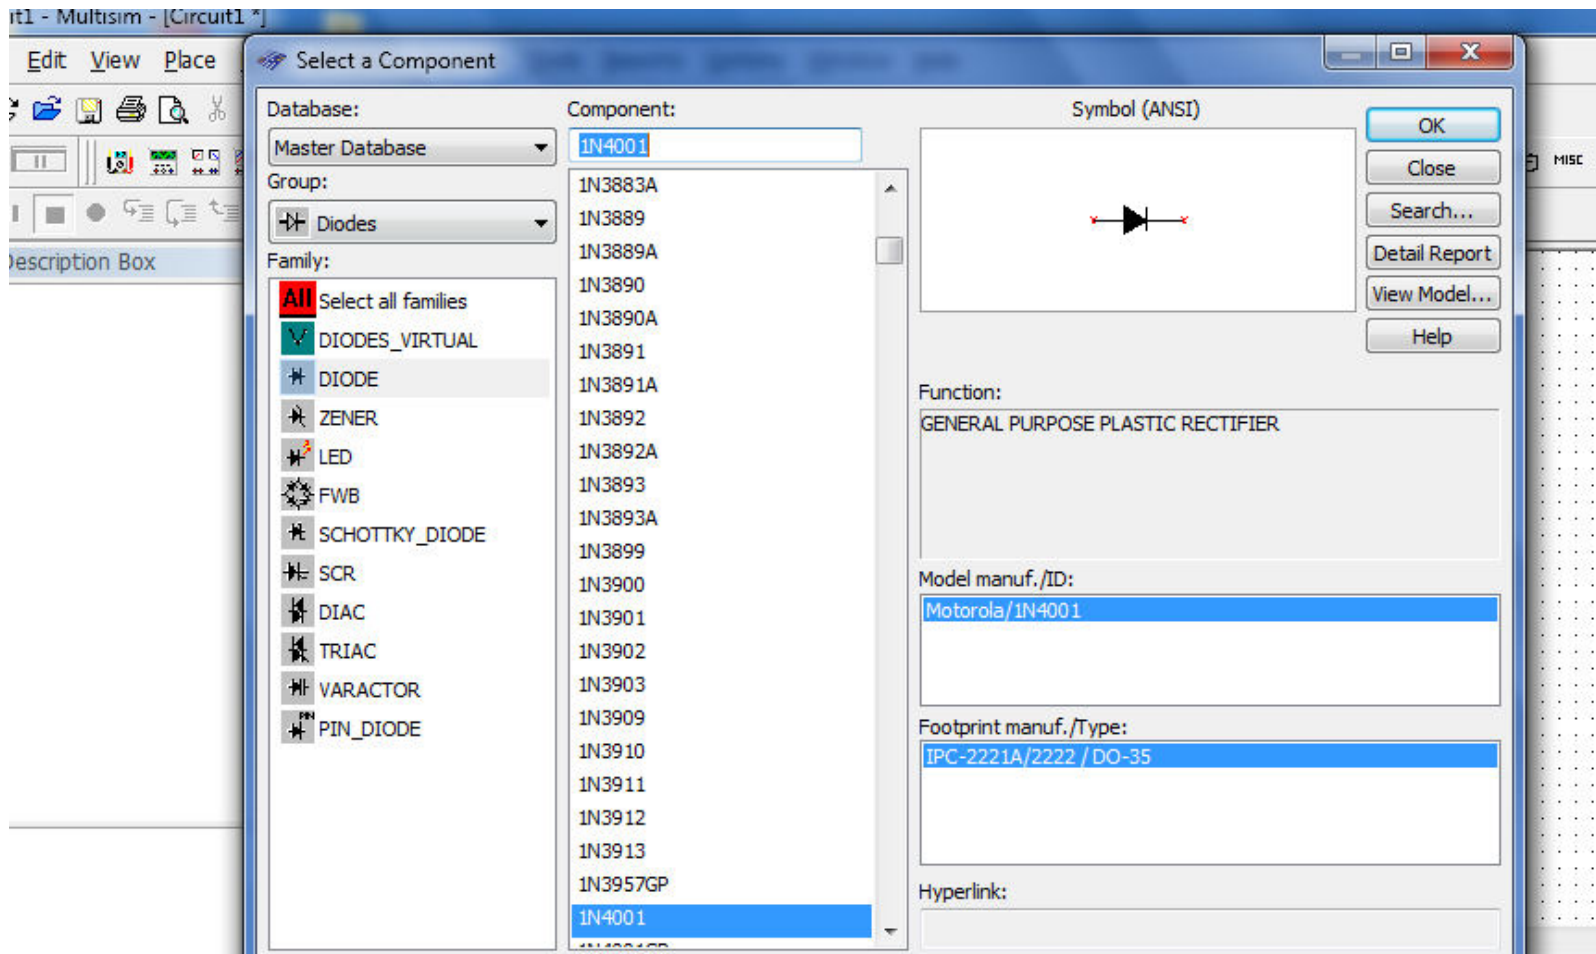 it1 - Multisim - [Circuit1 *]
Edit View Place
Select a Component
Database:
Master Database
Group:
Diodes
Family:
All Select all families
DIODES_VIRTUAL
DIODE
ZENER
LED
FWB
SCHOTTKY_DIODE
SCR
DIAC
TRIAC
VARACTOR
PIN PIN_DIODE
Component:
1N4001
1N3883A
1N3889
1N3889A
1N3890
1N3890A
1N3891
1N3891A
1N3892
1N3892A
1N3893
1N3893A
1N3899
1N3900
1N3901
1N3902
1N3903
1N3909
1N3910
1N3911
1N3912
1N3913
1N3957GP
1N4001
Symbol (ANSI)
OK
Close
Search...
Detail Report
View Model...
Help
Function:
GENERAL PURPOSE PLASTIC RECTIFIER
Model manuf./ID:
Motorola/1N4001
Footprint manuf./Type:
IPC-2221A/2222 / DO-35
Hyperlink:
Description Box
MISC